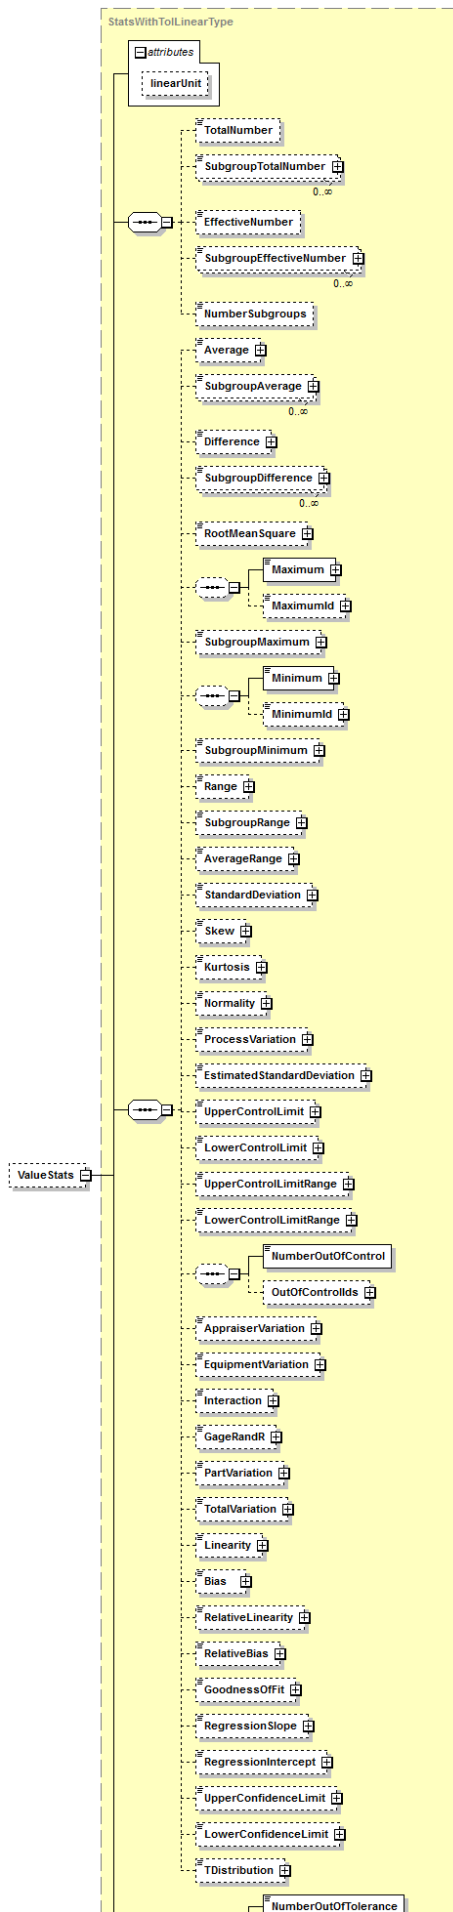 StatsWithTolLinearType
attributes
linearUnit
TotalNumber
SubgroupTotalNumber
0..∞
EffectiveNumber
SubgroupEffectiveNumber
0..∞
NumberSubgroups
Average
SubgroupAverage
0..∞
Difference
SubgroupDifference
0..∞
RootMeanSquare
Maximum
MaximumId
SubgroupMaximum
Minimum
MinimumId
SubgroupMinimum
Range
SubgroupRange
AverageRange
StandardDeviation
Skew
Kurtosis
Normality
ProcessVariation
EstimatedStandardDeviation
UpperControlLimit
LowerControlLimit
ValueStats
UpperControlLimitRange
LowerControlLimitRange
NumberOutOfControl
OutOfControlIds
AppraiserVariation
EquipmentVariation
Interaction
GageRandR
PartVariation
TotalVariation
Linearity
Bias
RelativeLinearity
RelativeBias
GoodnessOfFit
RegressionSlope
RegressionIntercept
UpperConfidenceLimit
LowerConfidenceLimit
TDistribution
NumberOutOfTolerance